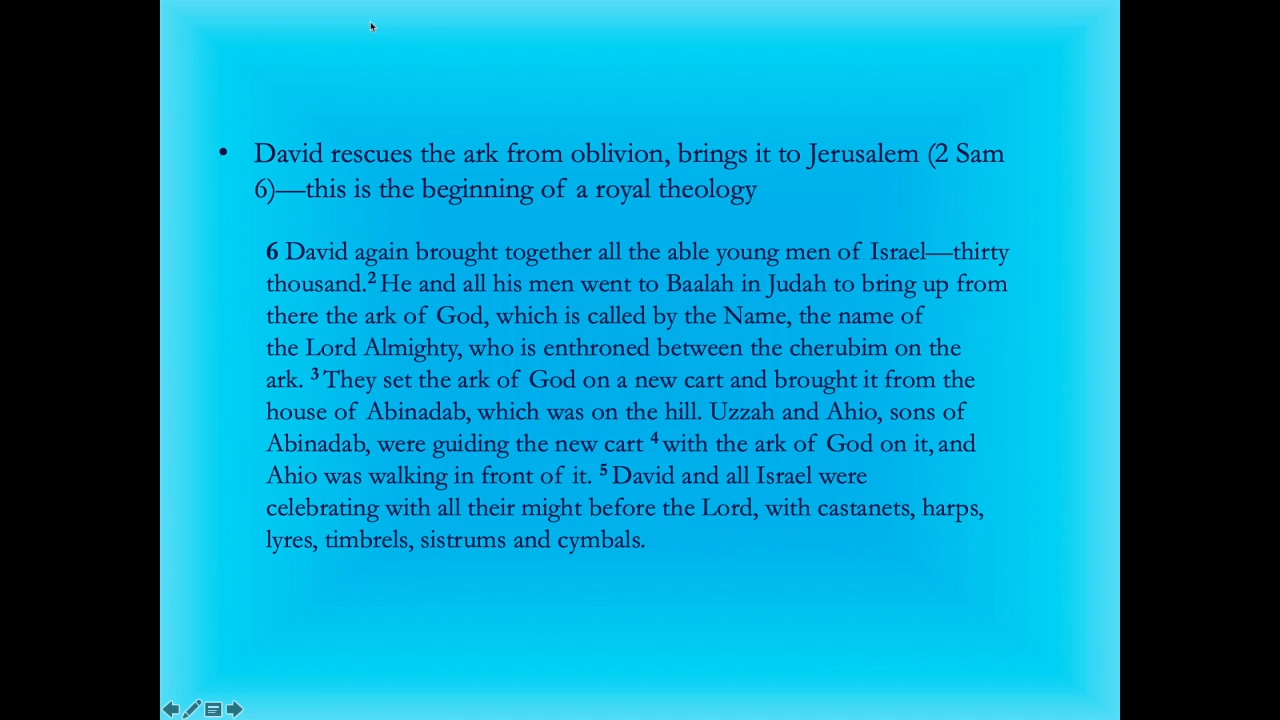 • David rescues the ark from oblivion, brings it to Jerusalem (2 Sam
6)—this is the beginning of a royal theology
6 David again brought together all the able young men of Israel—thirty
thousand.2 He and all his men went to Baalah in Judah to bring up from
there the ark of God, which is called by the Name, the name of
the Lord Almighty, who is enthroned between the cherubim on the
ark. 3 They set the ark of God on a new cart and brought it from the
house of Abinadab, which was on the hill. Uzzah and Ahio, sons of
Abinadab, were guiding the new cart 4 with the ark of God on it, and
Ahio was walking in front of it. 5 David and all Israel were
celebrating with all their might before the Lord, with castanets, harps,
lyres, timbrels, sistrums and cymbals.